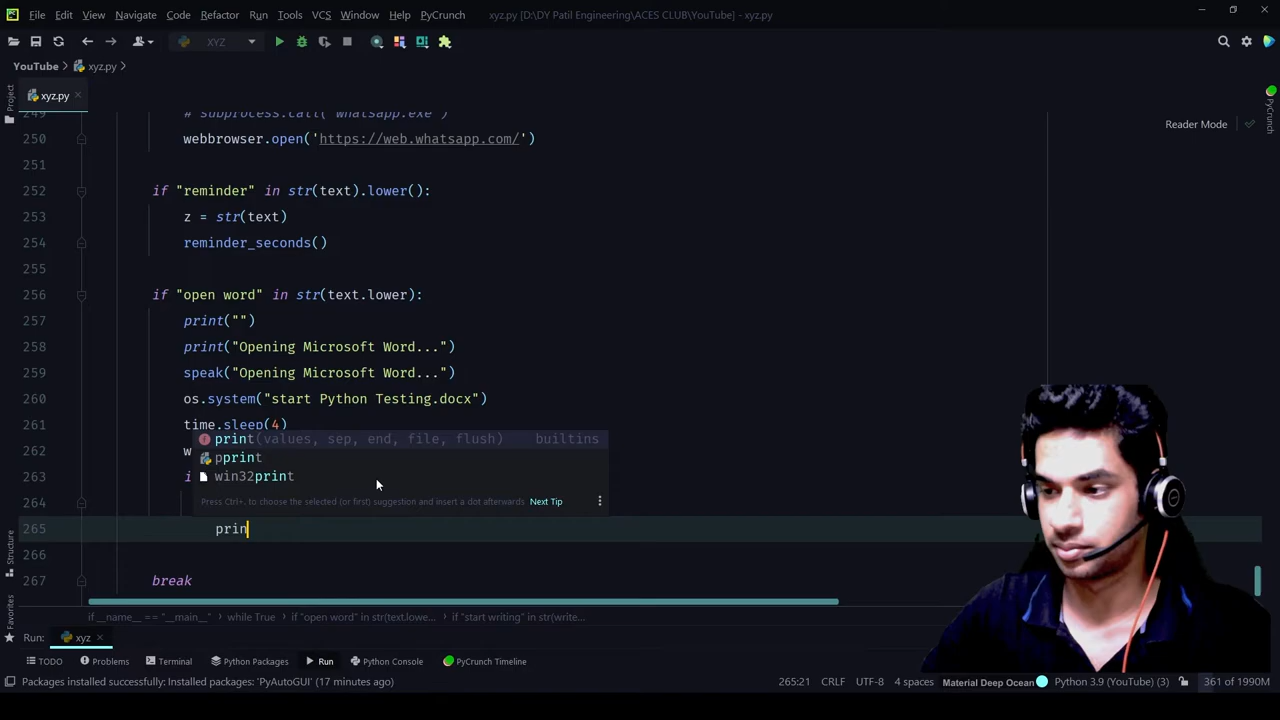 File Edit View Navigate Code Refactor Run Tools VCS Window Help PyCrunch xyz.py [D:\DY Patil Engineering\ACES CLUB\YouTube] - xyz.py
XYZ
YouTube xyz.py
xyz.py
Project
PyCrunch
Reader Mode
249 # subprocess.call('whatsapp.exe')
250 webbrowser.open('https://web.whatsapp.com/')
251
252 if "reminder" in str(text).lower():
253 z = str(text)
254 reminder_seconds()
255
256 if "open word" in str(text.lower):
257 print("")
258 print("Opening Microsoft Word...")
259 speak("Opening Microsoft Word...")
260 os.system("start Python Testing.docx")
261 time.sleep(4)
print(values, sep, end, file, flush) builtins
262 w
pprint
263 i
win32print
264
Press Ctrl+. to choose the selected (or first) suggestion and insert a dot afterwards Next Tip
265 prin
266
267 break
Structure
Favorites
if __name__ == "__main__" while True if "open word" in str(text.lowe... if "start writing" in str(write...
Run: xyz
TODO Problems Terminal Python Packages Run Python Console PyCrunch Timeline
Packages installed successfully: Installed packages: 'PyAutoGUI' (17 minutes ago) 265:21 CRLF UTF-8 4 spaces Material Deep Ocean Python 3.9 (YouTube) (3) 361 of 1990M